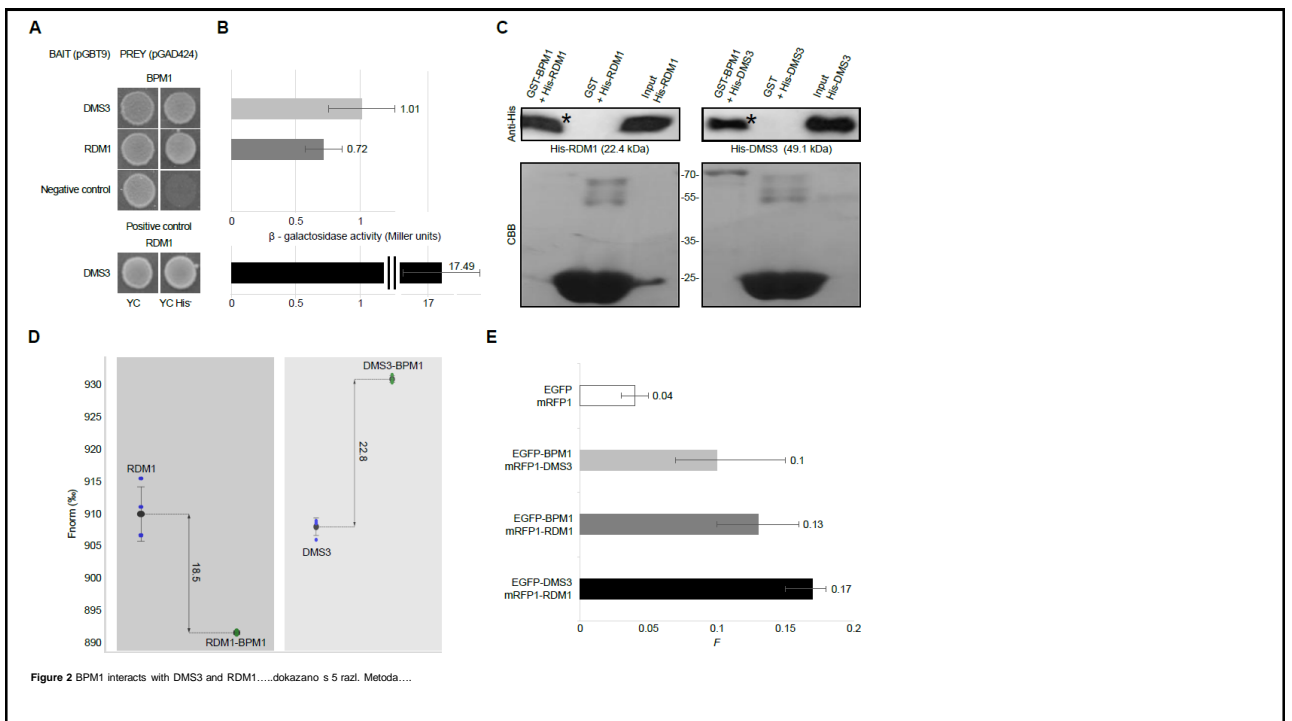 A
BAIT (pGBT9)
PREY (pGAD424)
BPM1
DMS3
RDM1
Negative control
Positive control
RDM1
DMS3
YC
YC His-
B
1.01
0.72
0
0.5
1
β - galactosidase activity (Miller units)
17.49
0
0.5
1
17
C
GST-BPM1
+ His-RDM1
GST
+ His-RDM1
Input
His-RDM1
GST-BPM1
+ His-DMS3
GST
+ His-DMS3
Input
His-DMS3
Anti-His
*
*
His-RDM1 (22.4 kDa)
His-DMS3 (49.1 kDa)
CBB
-70-
-55-
-35-
-25-
D
Fnorm (‰)
930
925
920
915
910
905
900
895
890
RDM1
18.5
RDM1-BPM1
DMS3-BPM1
22.8
DMS3
E
EGFP
mRFP1
0.04
EGFP-BPM1
mRFP1-DMS3
0.1
EGFP-BPM1
mRFP1-RDM1
0.13
EGFP-DMS3
mRFP1-RDM1
0.17
0
0.05
0.1
0.15
0.2
F
Figure 2 BPM1 interacts with DMS3 and RDM1.....dokazano s 5 razl. Metoda....